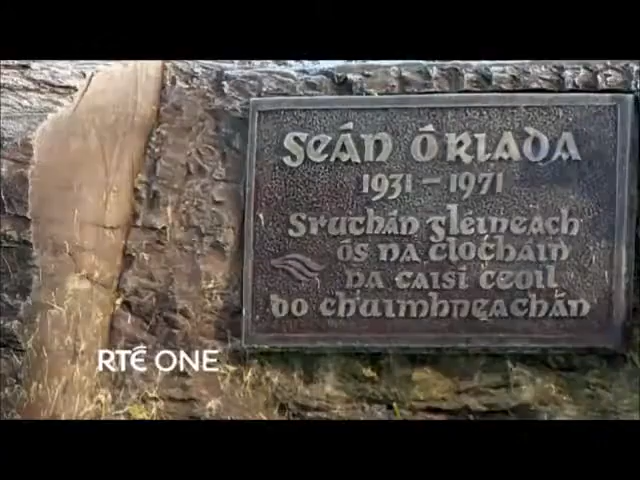 Seán Ó Riada
1931 – 1971
Sruthán gléineach
ós na clocháin
na caisí ceoil
do chuimhneachán
RTÉ ONE